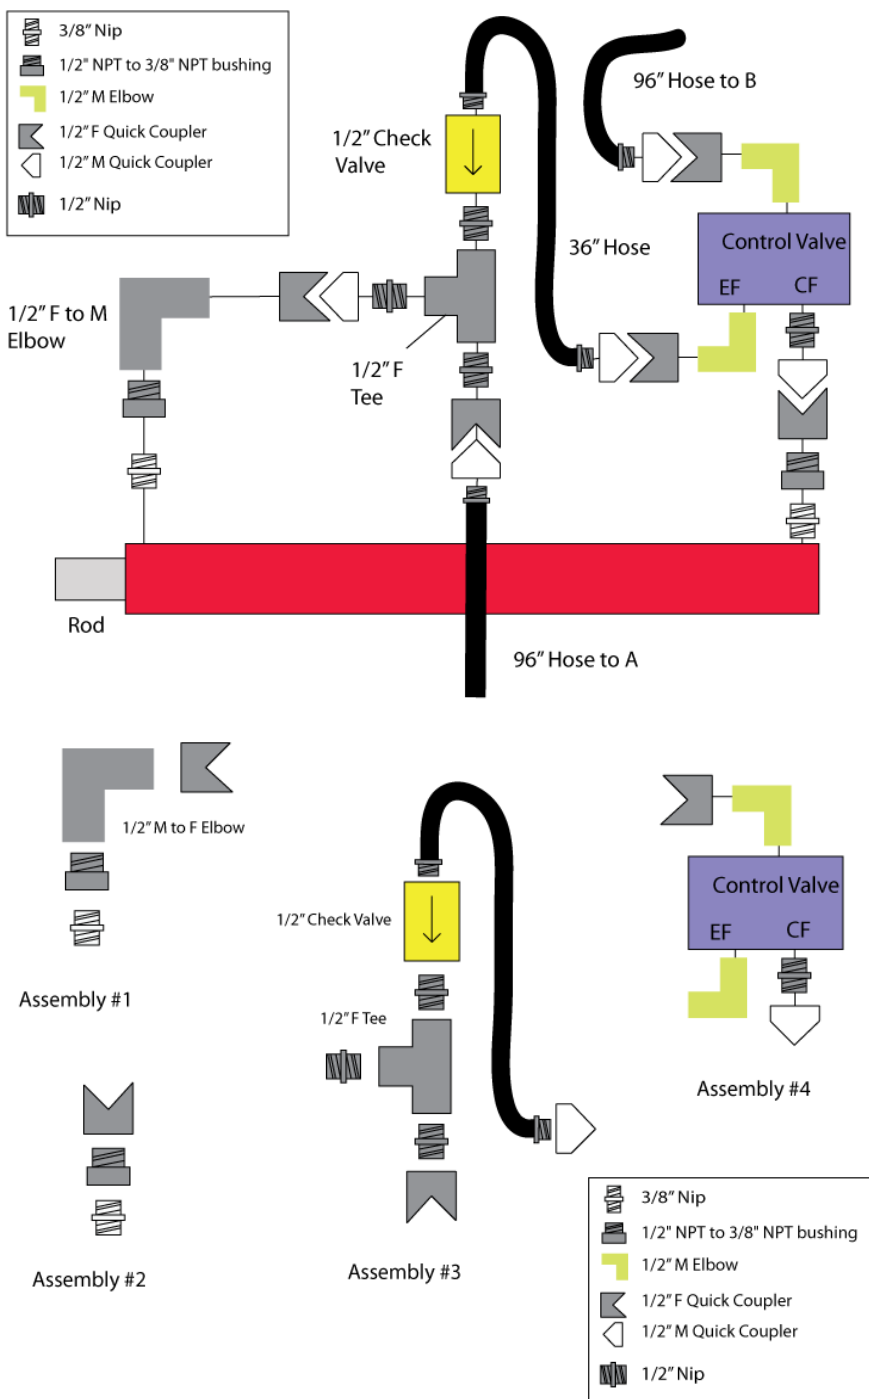 3/8” Nip
1/2" NPT to 3/8" NPT bushing
1/2” M Elbow
1/2” F Quick Coupler
1/2” M Quick Coupler
1/2” Nip
96” Hose to B
1/2” Check
Valve
Control Valve
EF
CF
36” Hose
1/2” F to M
Elbow
1/2” F
Tee
Rod
96” Hose to A
1/2” M to F Elbow
Assembly #1
1/2” Check Valve
1/2” F Tee
Assembly #3
Control Valve
EF
CF
Assembly #4
Assembly #2
3/8” Nip
1/2" NPT to 3/8" NPT bushing
1/2” M Elbow
1/2” F Quick Coupler
1/2” M Quick Coupler
1/2” Nip